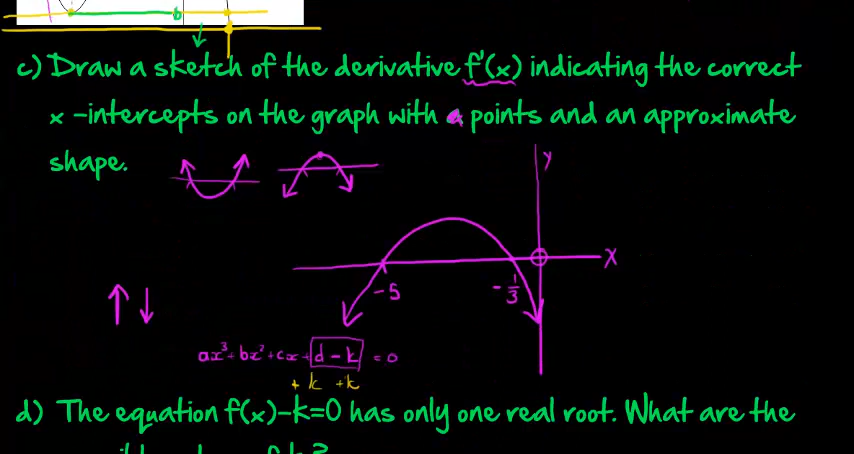 b
c) Draw a sketch of the derivative f'(x) indicating the correct
x-intercepts on the graph with points and an approximate
shape.
y
x
-5
-1/3
ax³+bx²+cx+d-k=0
+k +k
d) The equation f(x)-k=0 has only one real root. What are the